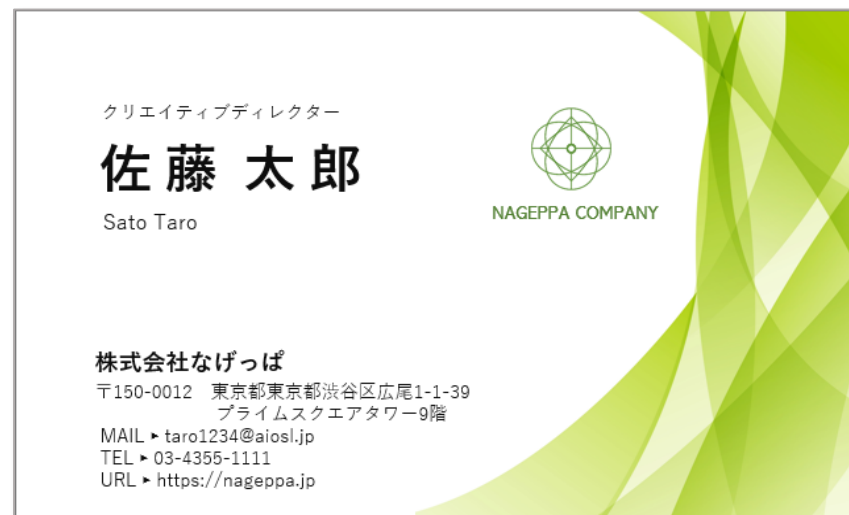 クリエイティブディレクター
佐藤 太郎
Sato Taro
NAGEPPA COMPANY
株式会社なげっぱ
〒150-0012　東京都東京都渋谷区広尾1-1-39
プライムスクエアタワー9階
MAIL ▸ taro1234@aiosl.jp
TEL ▸ 03-4355-1111
URL ▸ https://nageppa.jp